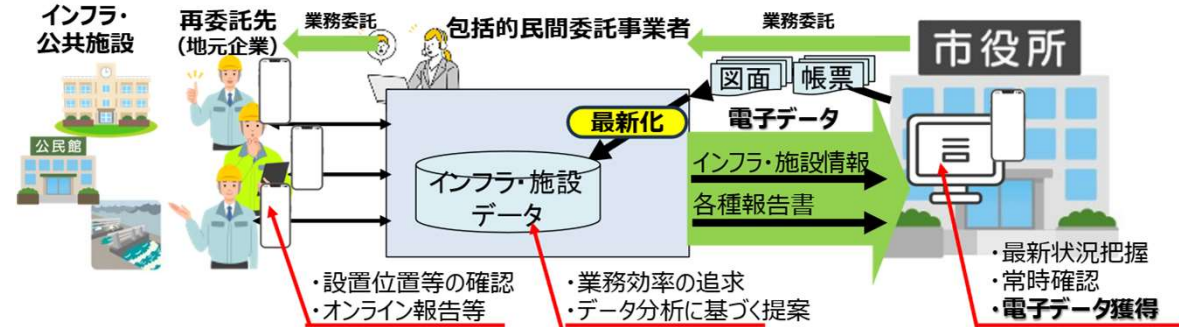 インフラ・
公共施設
再委託先
(地元企業)
業務委託
包括的民間委託事業者
業務委託
市役所
図面
帳票
電子データ
最新化
公民館
インフラ・施設
データ
インフラ・施設情報
各種報告書
・設置位置等の確認
・オンライン報告等
・業務効率の追求
・データ分析に基づく提案
・最新状況把握
・常時確認
・電子データ獲得